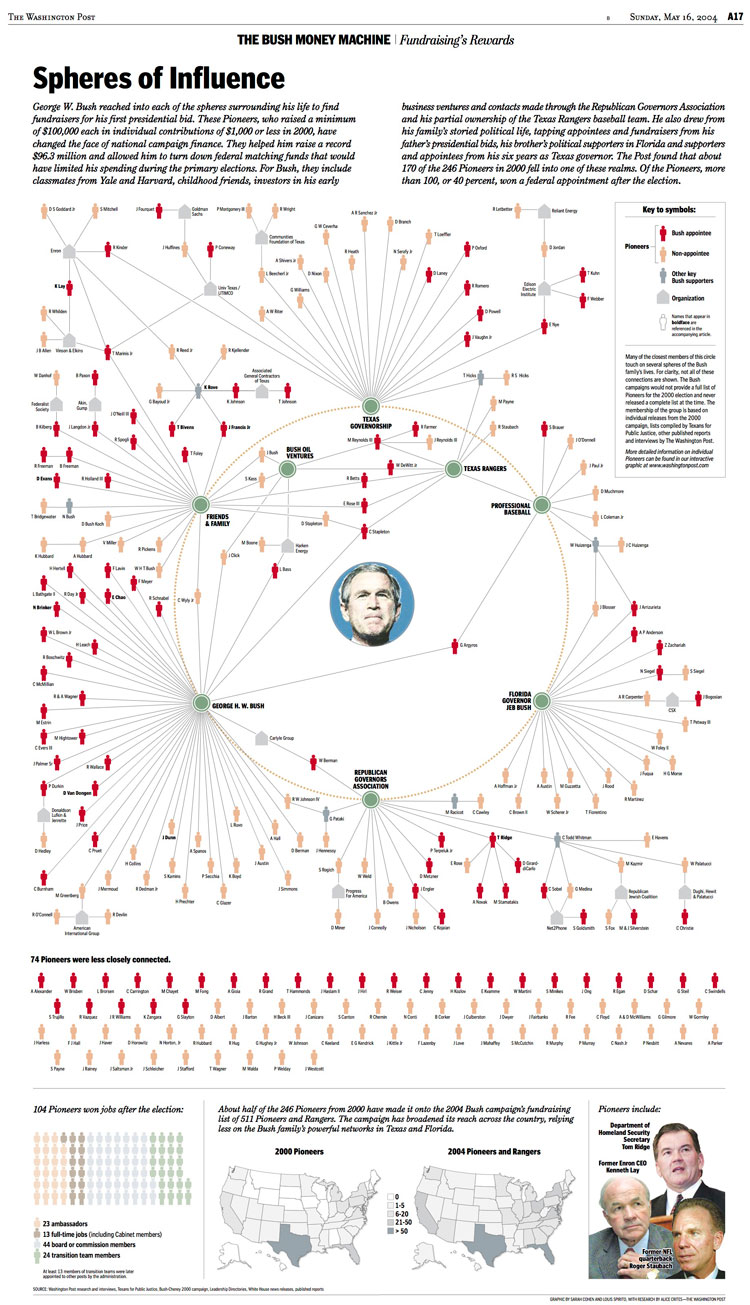 THE WASHINGTON POST
8
SUNDAY, MAY 16, 2004 A17
THE BUSH MONEY MACHINE | Fundraising's Rewards
Spheres of Influence
George W. Bush reached into each of the spheres surrounding his life to find
fundraisers for his first presidential bid. These Pioneers, who raised a minimum
of $100,000 each in individual contributions of $1,000 or less in 2000, have
changed the face of national campaign finance. They helped him raise a record
$96.3 million and allowed him to turn down federal matching funds that would
have limited his spending during the primary elections. For Bush, they include
classmates from Yale and Harvard, childhood friends, investors in his early
business ventures and contacts made through the Republican Governors Association
and his partial ownership of the Texas Rangers baseball team. He also drew from
his family's storied political life, tapping appointees and fundraisers from his
father's presidential bids, his brother's political supporters in Florida and supporters
and appointees from his six years as Texas governor. The Post found that about
170 of the 246 Pioneers in 2000 fell into one of these realms. Of the Pioneers, more
than 100, or 40 percent, won a federal appointment after the election.
Key to symbols:
Pioneers
Bush appointee
Non-appointee
Other key
Bush supporters
Organization
Names that appear in
boldface are
referenced in the
accompanying article.
Many of the closest members of this circle
touch on several spheres of the Bush
family's lives. For clarity, not all of these
connections are shown. The Bush
campaigns would not provide a full list of
Pioneers for the 2000 election and never
released a complete list at the time. The
membership of the group is based on
individual releases from the 2000
campaign, lists compiled by Texans for
Public Justice, other published reports
and interviews by The Washington Post.
More detailed information on individual
Pioneers can be found in our interactive
graphic at www.washingtonpost.com
D S Goddard Jr
S Mitchell
J Fourquet
Goldman
Sachs
P Montgomery III
R Wright
A R Sanchez Jr
D Branch
R Ledbetter
Reliant Energy
Enron
R Kinder
J Huffines
P Conway
Communities
Foundation of Texas
G W Caverha
T Loeffler
P Oxford
D Jordan
K Lay
Univ Texas /
UTIMCO
L Beecherl Jr
D Nixon
R Heath
D Laney
R Romero
Edison
Electric
Institute
T Kuhn
F Webber
R Whilden
G Williams
A W Riter
D Powell
E Nye
J B Allen
Vinson & Elkins
T Marinis Jr
R Reed Jr
R Kjellander
J Vaughn Jr
W Danhof
B Paxon
K Rove
Associated
General Contractors
of Texas
T Hicks
R S Hicks
Federalist
Society
Akin,
Gump
G Bayoud Jr
K Johnson
T Johnson
M Payne
TEXAS
GOVERNORSHIP
R Kilberg
J Langdon Jr
J O'Neill III
R Spogli
T Bivens
J Francis Jr
R Farmer
R Staubach
S Brauer
BUSH OIL
VENTURES
M Reynolds III
J Reynolds III
J O'Donnell
R Freeman
B Freeman
T Foley
J Bush
W DeWitt Jr
TEXAS RANGERS
J Paul Jr
D Evans
R Holland III
S Kass
R Betts
D Muchmore
FRIENDS
& FAMILY
E Rose III
PROFESSIONAL
BASEBALL
T Bridgewater
N Bush
D Bush Koch
D Stapleton
C Stapleton
L Coleman Jr
K Hubbard
A Hubbard
V Miller
R Pickens
M Boone
Harken
Energy
W Huizenga
J C Huizenga
H Hertell
F Lavin
W H T Bush
J Click
L Bass
L Bathgate II
R Day Jr
F Meyer
E Chao
R Schnabel
C Wyly Jr
N Brinker
J Blosser
J Arrizurieta
W L Brown Jr
H Leach
A P Anderson
R Boschwitz
G Argyros
Z Zachariah
C McMillian
N Siegel
S Siegel
R & A Wagner
A R Carpenter
CSX
J Bogosian
M Estrin
GEORGE H. W. BUSH
FLORIDA
GOVERNOR
JEB BUSH
T Petway III
M Hightower
C Evers III
Carlyle Group
W Foley II
J Palmer Sr
R Wallace
W Berman
J Fuqua
H G Moros
P Durkin
D Van Dongen
REPUBLICAN
GOVERNORS
ASSOCIATION
A Hoffman Jr
A Austin
M Guzzetta
J Rood
R Martinez
Donaldson
Lufkin &
Jenrette
J Price
R W Johnson IV
G Pataki
M Racicot
C Cawley
C Brown II
W Scherer Jr
T Fiorentino
D Hedley
C Pruet
J Dunn
L Rovn
A Hall
D Berman
J Hennesey
P Terpeluk Jr
T Ridge
C Todd Whitman
E Havens
H Collins
A Spanos
J Austin
S Rogich
W Weld
D Metzner
E Rose
D Girard-
diCarlo
M Kazmir
W Palatucci
C Burnham
M Greenberg
J Mermoud
R Dedman Jr
S Kamins
P Secchia
K Boyd
J Simmons
Progress
For America
B Owens
J Engler
C Sobel
G Medina
Republican
Jewish Coalition
Dughi, Hewit
& Palatucci
H Prechter
C Glazer
A Novak
M Stamatakis
R O'Connell
American
International Group
R Devile
D Miner
J Connolly
J Nicholson
C Kojaian
Net2Phone
S Goldsmith
S Fox
M & J Silverstein
C Christie
74 Pioneers were less closely connected.
A Alexander
W Brisber
L Brorsen
C Carrington
M Chayet
M Fong
A Gioia
R Grand
T Hammonds
J Hastam II
J Hirl
R Weiser
C Jenny
H Kozlov
E Kvamme
W Martini
S Minikes
J Ong
R Egan
D Schar
G Steil
C Swindells
S Trujillo
R Vazques
J R Williams
K Zangara
G Slayton
D Albert
J Barton
H Beck III
J Canizaro
S Canton
R Chemin
N Conti
B Corker
J Culberston
J Dwyer
J Fairbanks
R Fee
C Floyd
A & D McWilliams
G Gilmore
W Gormley
J Harless
F J Hall
J Haver
D Horowitz
N Horton, Jr
R Hubbard
R Hug
G Hughey Jr
W Johnson
C Keeland
E G Kendrick
J Kittle Jr
F Lazenby
J Love
J Mahaffey
S McCutchin
R Murphy
P Murray
C Nash Jr
P Nesbitt
A Nevarez
A Parker
S Payne
J Rainey
J Saltsman Jr
J Schleicher
J Stafford
T Wagner
M Walda
P Welday
J Westcott
104 Pioneers won jobs after the election:
23 ambassadors
13 full-time jobs (including Cabinet members)
44 board or commission members
24 transition team members
At least 13 members of transition teams were later
appointed to other posts by the administration.
About half of the 246 Pioneers from 2000 have made it onto the 2004 Bush campaign's fundraising
list of 511 Pioneers and Rangers. The campaign has broadened its reach across the country, relying
less on the Bush family's powerful networks in Texas and Florida.
2000 Pioneers
2004 Pioneers and Rangers
0
1-5
6-20
21-50
> 50
Pioneers include:
Department of
Homeland Security
Secretary
Tom Ridge
Former Enron CEO
Kenneth Lay
Former NFL
quarterback
Roger Staubach
SOURCE: Washington Post research and interviews, Texans for Public Justice, Bush-Cheney 2000 campaign, Leadership Directories, White House news releases, published reports.
GRAPHIC BY SARAH COHEN AND LOUIS SPIRITO, WITH RESEARCH BY ALICE CRITES—THE WASHINGTON POST